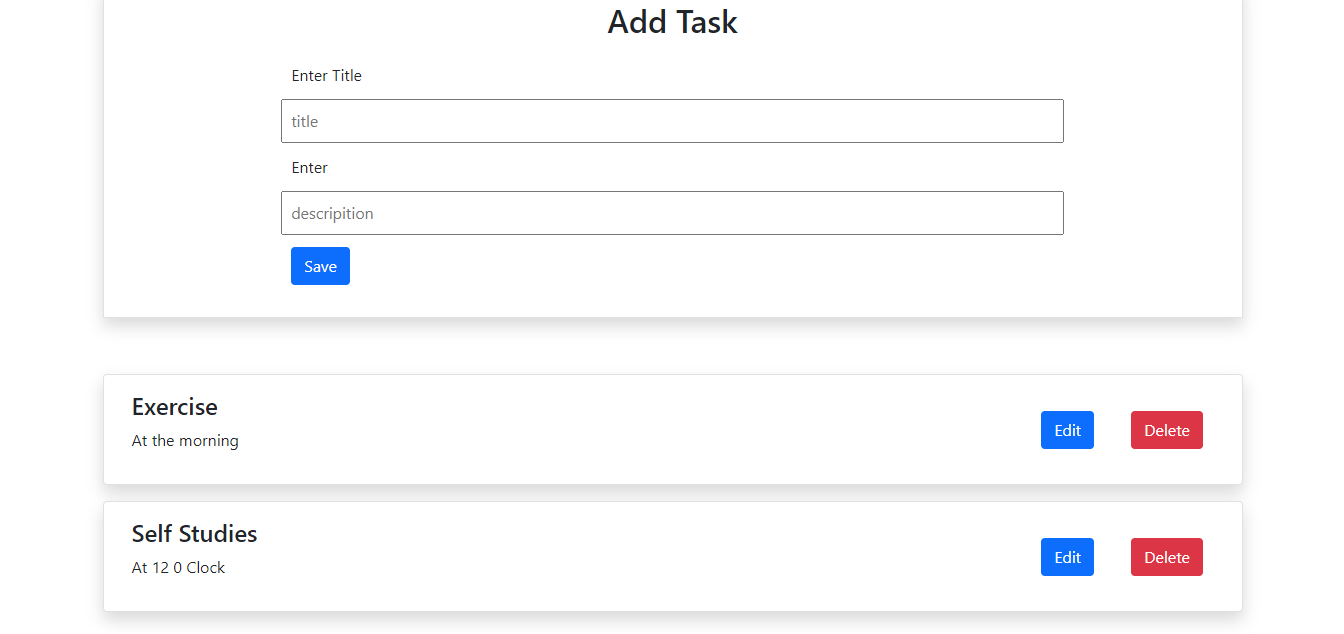 Add Task
Enter Title
title
Enter
descripition
Save
Exercise
At the morning
Edit
Delete
Self Studies
At 12 0 Clock
Edit
Delete